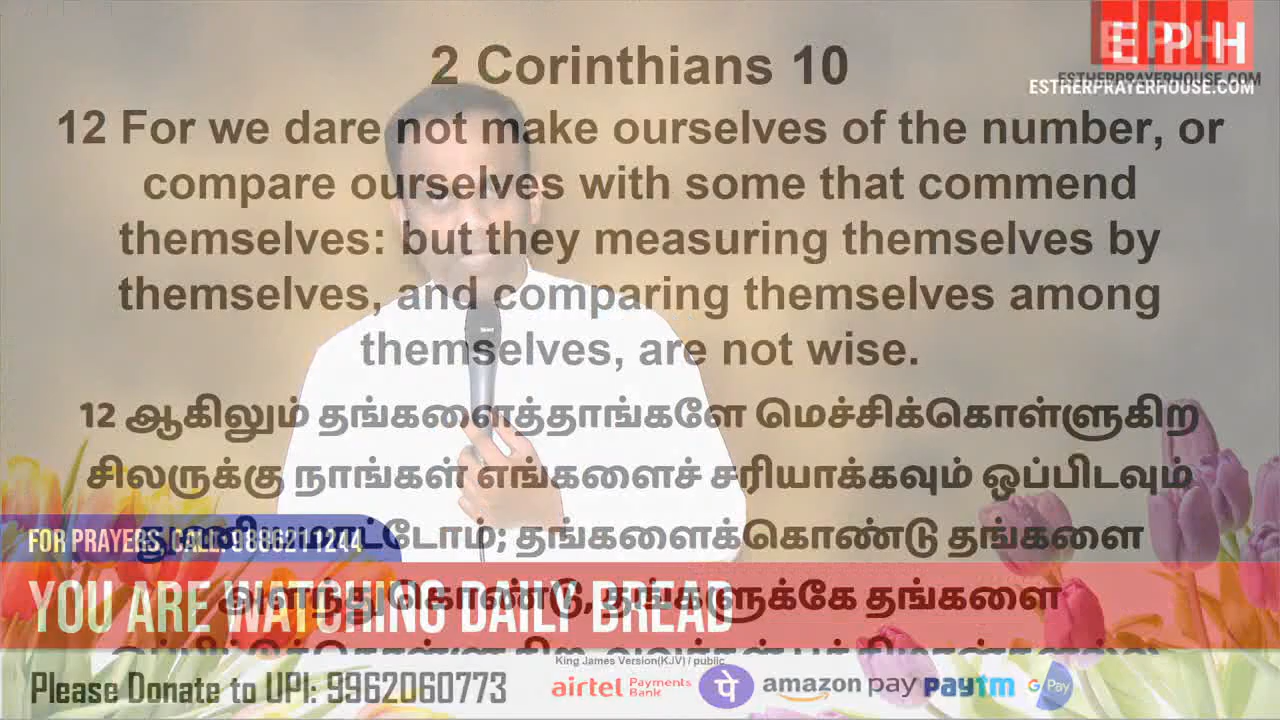 2 Corinthians 10
EPH
ESTHERPRAYERHOUSE.COM
12 For we dare not make ourselves of the number, or
compare ourselves with some that commend
themselves: but they measuring themselves by
themselves, and comparing themselves among
themselves, are not wise.
12 ஆகிலும் தங்களைத்தாங்களே மெச்சிக்கொள்ளுகிற
சிலருக்கு நாங்கள் எங்களைச் சரியாக்கவும் ஒப்பிடவும்
தங்களைக்கொண்டு தங்களை
FOR PRAYERS, CALL: 9886211244
அளந்துகொண்டு, தங்களுக்கே தங்களை
YOU ARE WATCHING DAILY BREAD
King James Version(KJV) / public
Please Donate to UPI: 9962060773
airtel Payments Bank
amazon pay
paytm
G Pay